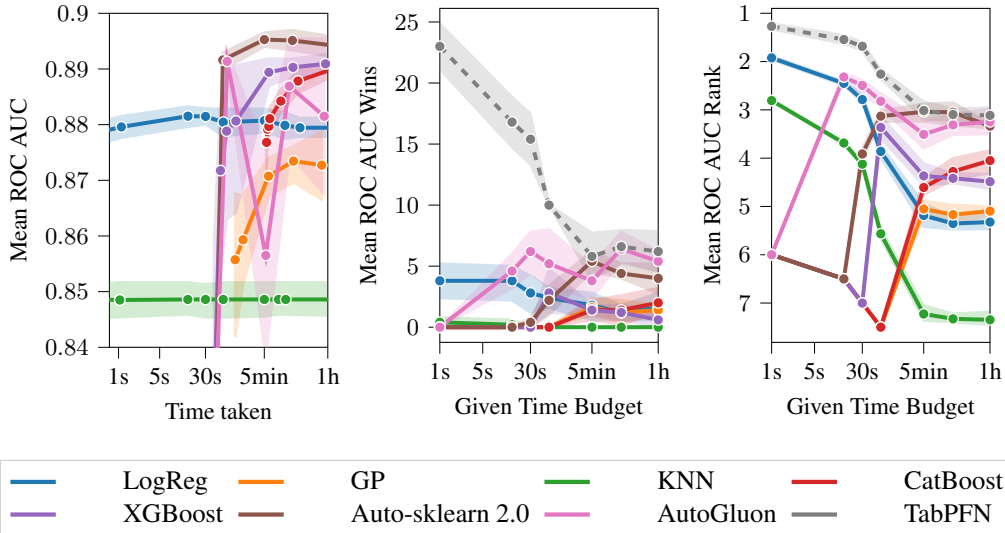 Mean ROC AUC
0.9
0.89
0.88
0.87
0.86
0.85
0.84
1s 5s 30s 5min 1h
Time taken
Mean ROC AUC Wins
25
20
15
10
5
0
1s 5s 30s 5min 1h
Given Time Budget
Mean ROC AUC Rank
1
2
3
4
5
6
7
1s 5s 30s 5min 1h
Given Time Budget
LogReg GP KNN CatBoost
XGBoost Auto-sklearn 2.0 AutoGluon TabPFN